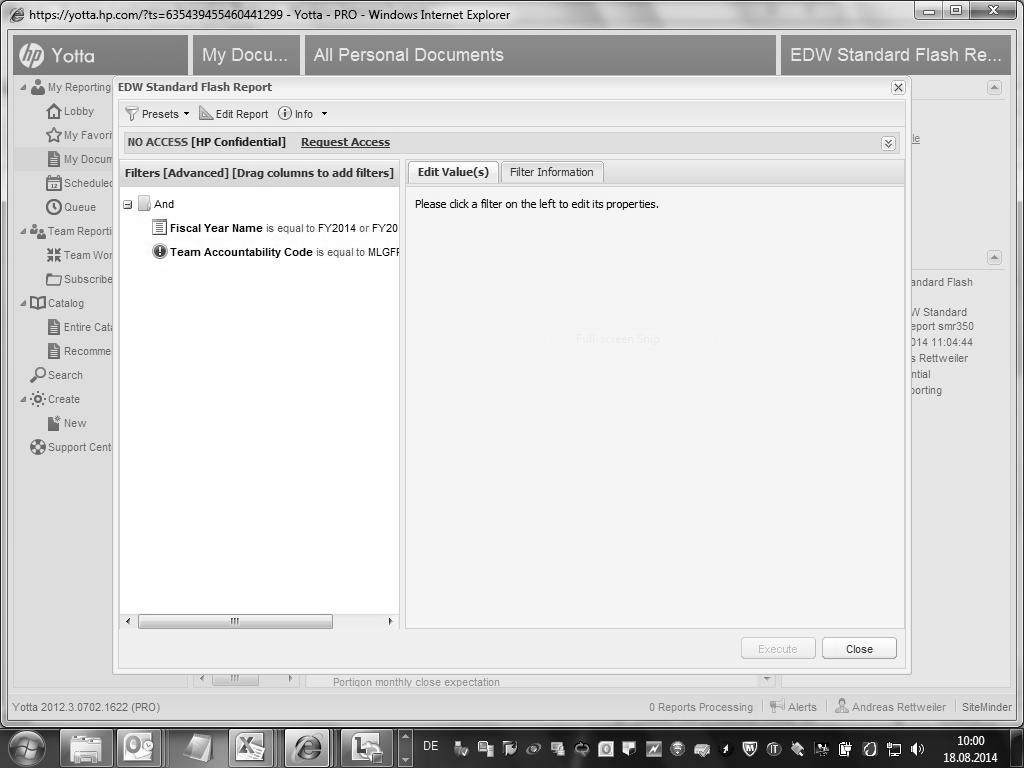 https://yotta.hp.com/?ts=635439455460441299 - Yotta - PRO - Windows Internet Explorer
hp Yotta
My Docu...
All Personal Documents
EDW Standard Flash Re...
My Reporting
Lobby
My Favori
My Docum
Scheduled
Queue
Team Reporti
Team Wor
Subscribe
Catalog
Entire Cata
Recomme
Search
Create
New
Support Cent
EDW Standard Flash Report
Presets
Edit Report
Info
NO ACCESS [HP Confidential] Request Access
Filters [Advanced] [Drag columns to add filters]
And
Fiscal Year Name is equal to FY2014 or FY20
Team Accountability Code is equal to MLGFF
Edit Value(s)
Filter Information
Please click a filter on the left to edit its properties.
Full-screen Snip
Execute
Close
le
andard Flash
W Standard
eport smr350
014 11:04:44
s Rettweiler
ntial
porting
Portigon monthly close expectation
Yotta 2012.3.0702.1622 (PRO)
0 Reports Processing
Alerts
Andreas Rettweiler
SiteMinder
DE
10:00
18.08.2014